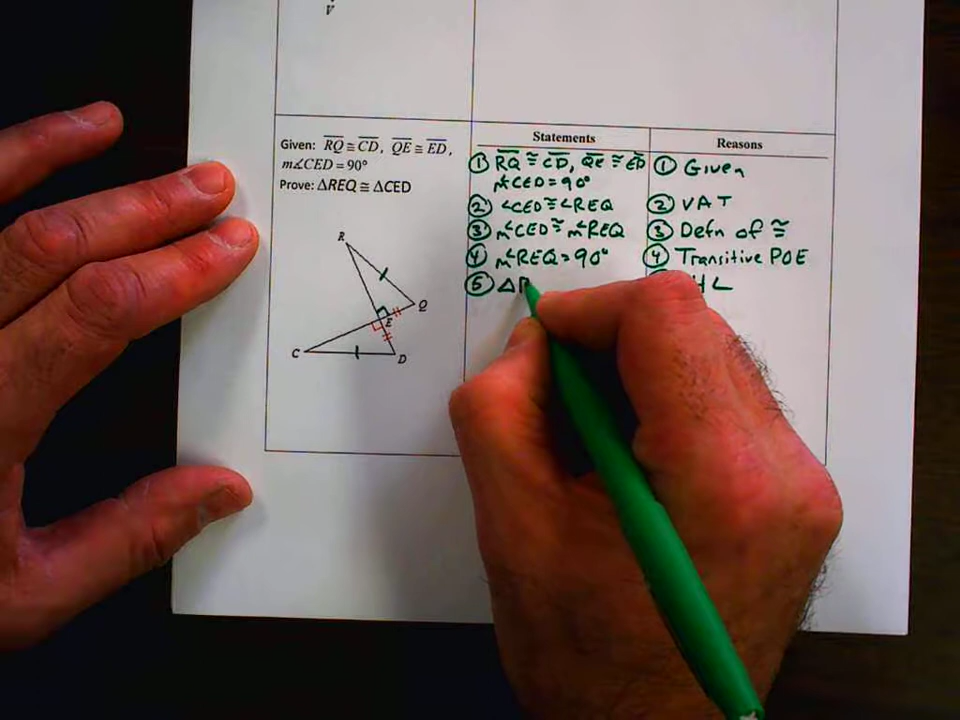 V
Given: RQ ≅ CD, QE ≅ ED,
m∠CED = 90°
Prove: ΔREQ ≅ ΔCED
R
Q
E
C
D
Statements
Reasons
① RQ ≅ CD, QE ≅ ED
m∠CED = 90°
① Given
② ∠CED ≅ ∠REQ
② VAT
③ m∠CED ≅ m∠REQ
③ Defn of ≅
④ m∠REQ = 90°
④ Transitive POE
⑤ Δ
HL